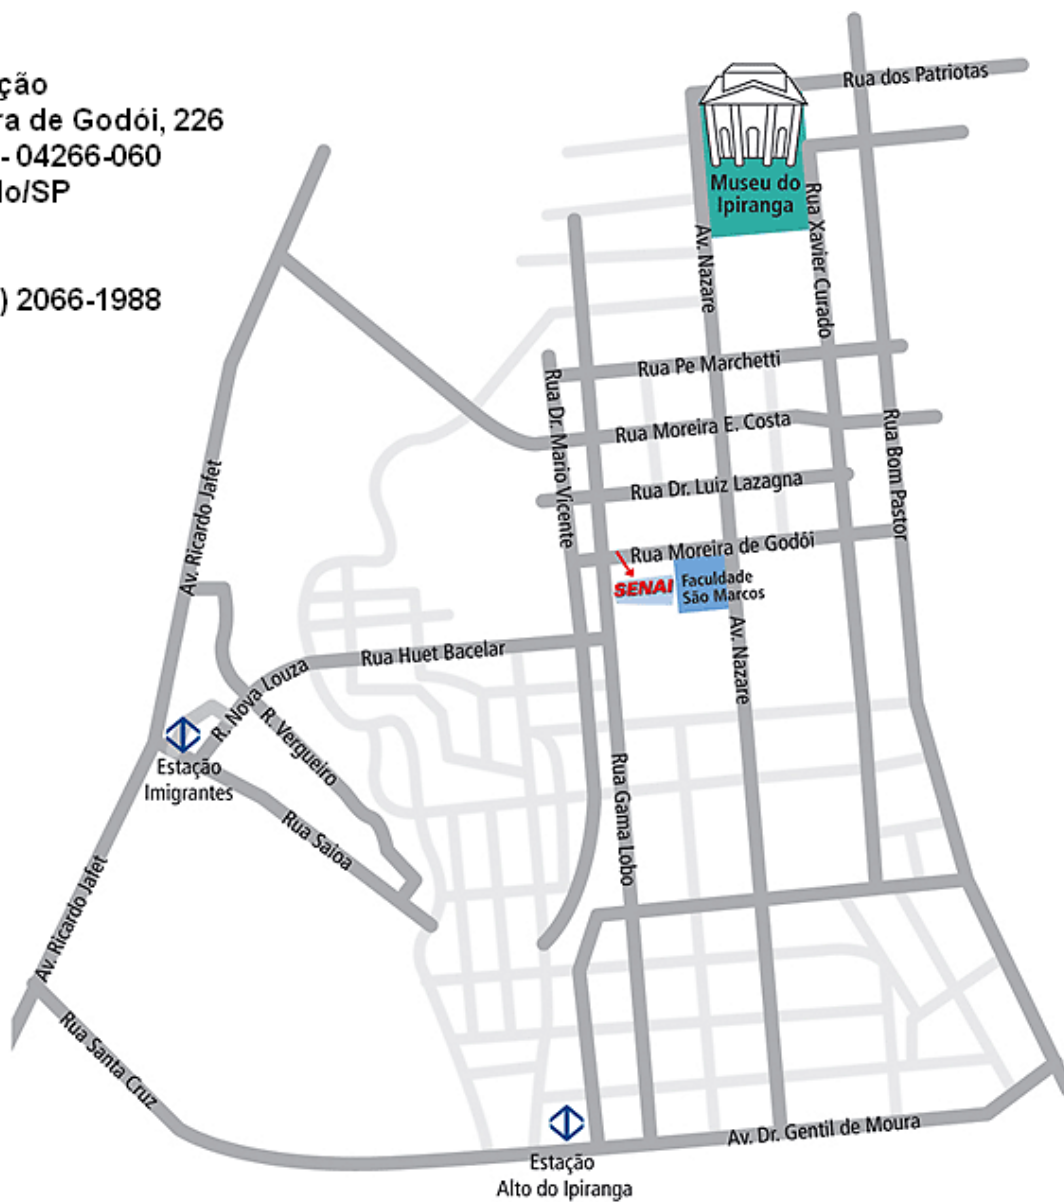 ção
ra de Godói, 226
- 04266-060
lo/SP
) 2066-1988
Rua dos Patriotas
Museu do
Ipiranga
Rua Xavier Curado
Av. Nazare
Rua Pe Marchetti
Rua Dr. Mario Vicente
Rua Moreira E. Costa
Rua Bom Pastor
Av. Ricardo Jafet
Rua Dr. Luiz Lazagna
Rua Moreira de Godói
SENAI
Faculdade
São Marcos
Av. Nazare
Rua Huet Bacelar
R. Nova Louza
R. Vergueiro
Estação
Imigrantes
Rua Saioa
Rua Gama Lobo
Av. Ricardo Jafet
Rua Santa Cruz
Av. Dr. Gentil de Moura
Estação
Alto do Ipiranga